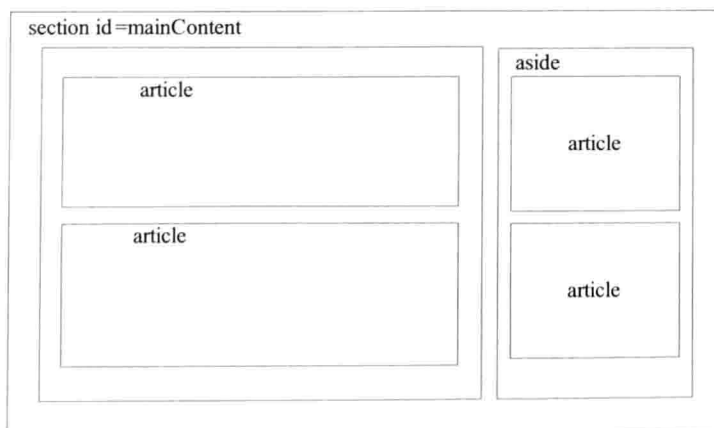 section id=mainContent
article
article
aside
article
article